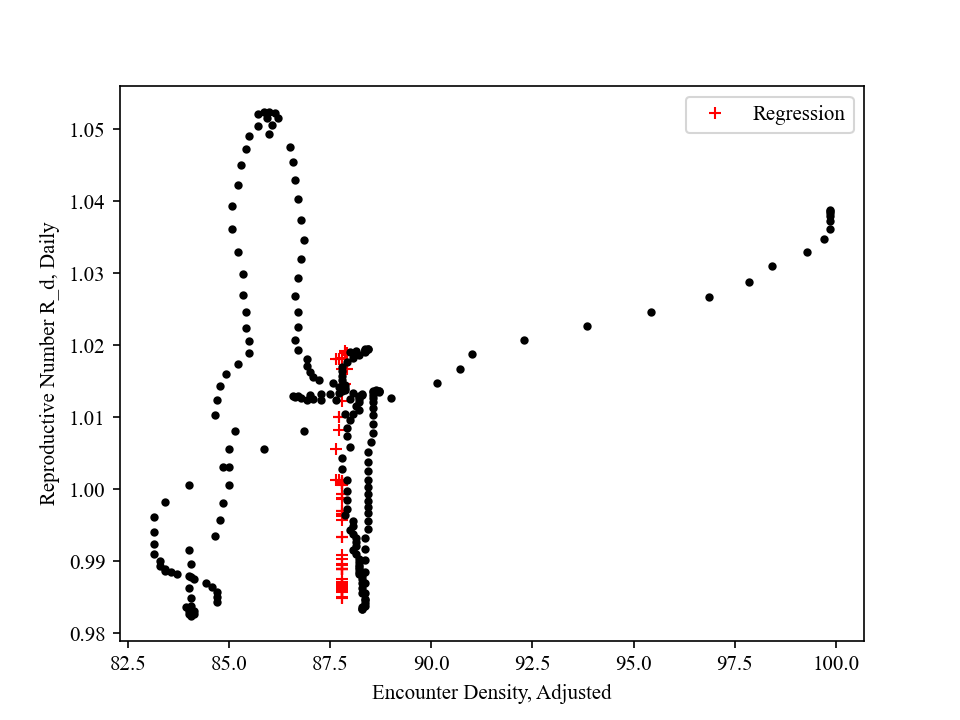 Regression
1.05
1.04
1.03
1.02
1.01
1.00
0.99
0.98
Reproductive Number R_d, Daily
82.5 85.0 87.5 90.0 92.5 95.0 97.5 100.0
Encounter Density, Adjusted